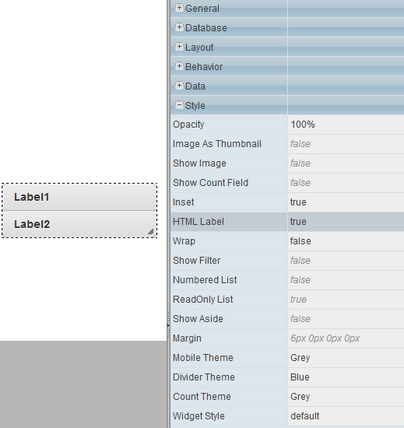 General
Database
Layout
Behavior
Data
Style
Opacity 100%
Image As Thumbnail false
Show Image false
Show Count Field false
Inset true
HTML Label true
Wrap false
Show Filter false
Numbered List false
ReadOnly List true
Show Aside false
Margin 6px 0px 0px 0px
Mobile Theme Grey
Divider Theme Blue
Count Theme Grey
Widget Style default
Label1
Label2